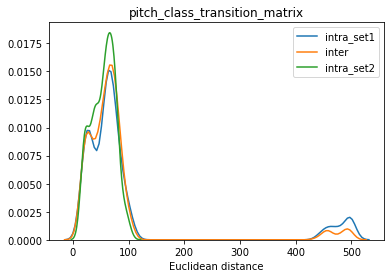 pitch_class_transition_matrix
intra_set1
inter
intra_set2
0.0175
0.0150
0.0125
0.0100
0.0075
0.0050
0.0025
0.0000
0 100 200 300 400 500
Euclidean distance